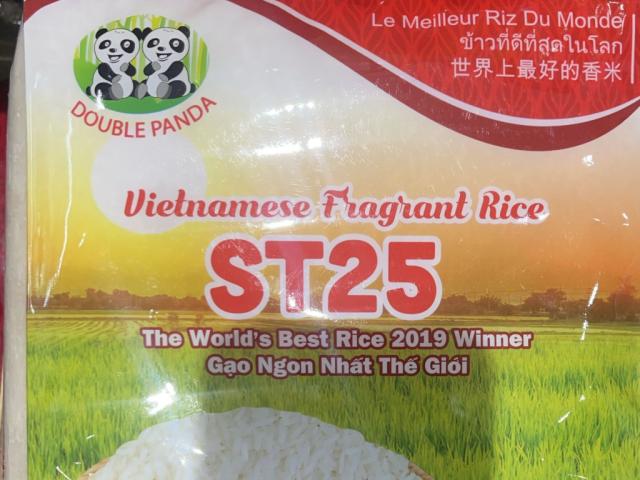 DOUBLE PANDA
Le Meilleur Riz Du Monde
ข้าวที่ดีที่สุดในโลก
世界上最好的香米
Vietnamese Fragrant Rice
ST25
The World's Best Rice 2019 Winner
Gạo Ngon Nhất Thế Giới